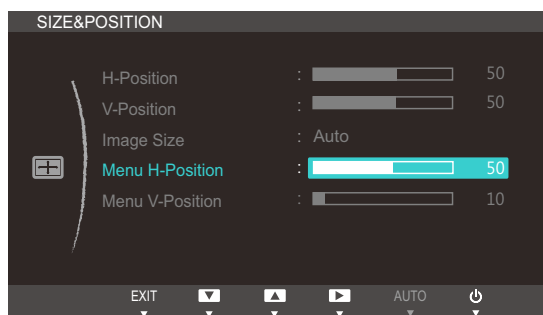 SIZE&POSITION
H-Position : 50
V-Position : 50
Image Size : Auto
Menu H-Position : 50
Menu V-Position : 10
EXIT AUTO